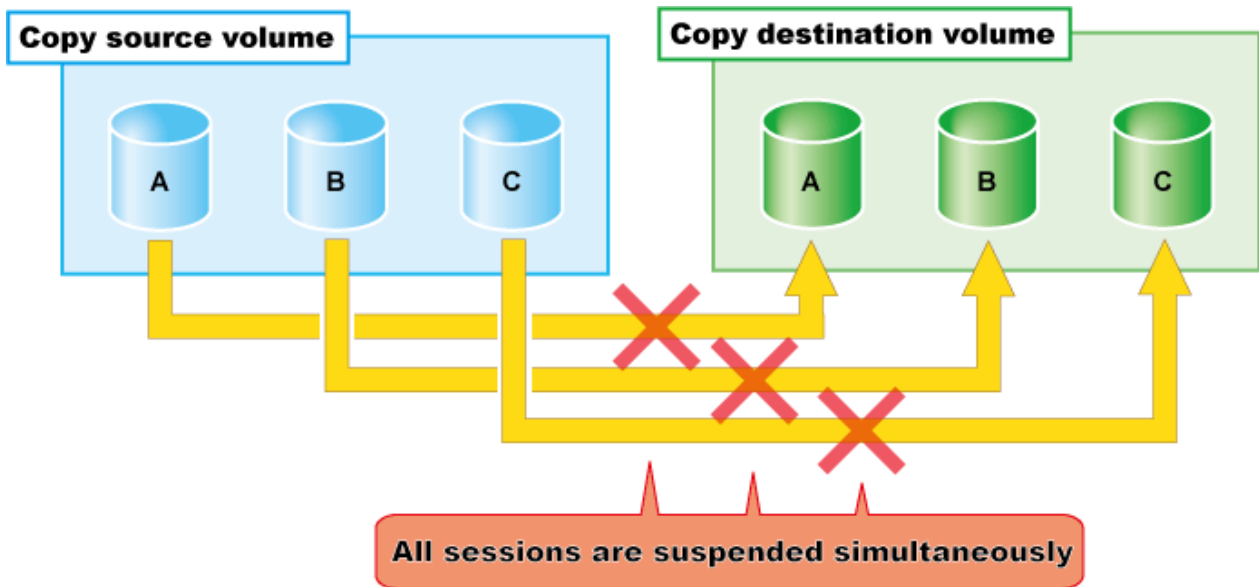 Copy source volume
Copy destination volume
A
B
C
A
B
C
All sessions are suspended simultaneously